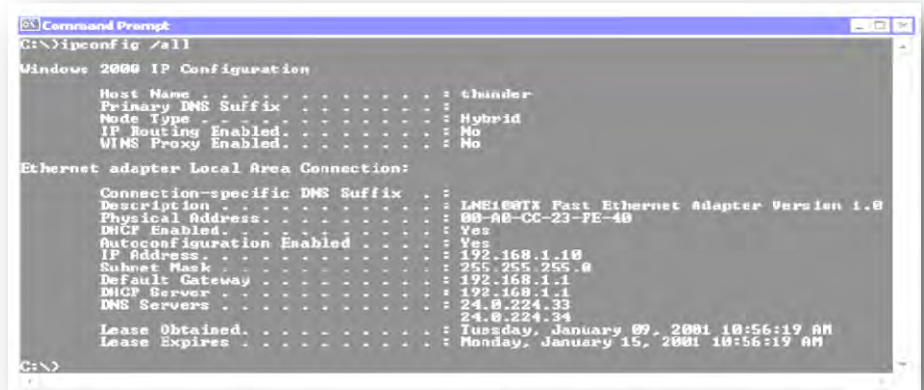 Command Prompt
C:\>ipconfig /all
Windows 2000 IP Configuration
Host Name . . . . . . . . . . . . : thunder
Primary DNS Suffix . . . . . . . :
Node Type . . . . . . . . . . . . : Hybrid
IP Routing Enabled. . . . . . . . : No
WINS Proxy Enabled. . . . . . . . : No
Ethernet adapter Local Area Connection:
Connection-specific DNS Suffix . :
Description . . . . . . . . . . . : LNE100TX Fast Ethernet Adapter Version 1.0
Physical Address. . . . . . . . . : 00-A0-CC-23-FE-40
DHCP Enabled. . . . . . . . . . . : Yes
Autoconfiguration Enabled . . . . : Yes
IP Address. . . . . . . . . . . . : 192.168.1.10
Subnet Mask . . . . . . . . . . . : 255.255.255.0
Default Gateway . . . . . . . . . : 192.168.1.1
DHCP Server . . . . . . . . . . . : 192.168.1.1
DNS Servers . . . . . . . . . . . : 24.0.224.33
24.0.224.34
Lease Obtained. . . . . . . . . . : Tuesday, January 09, 2001 10:56:19 AM
Lease Expires . . . . . . . . . . : Monday, January 15, 2001 10:56:19 AM
C:\>